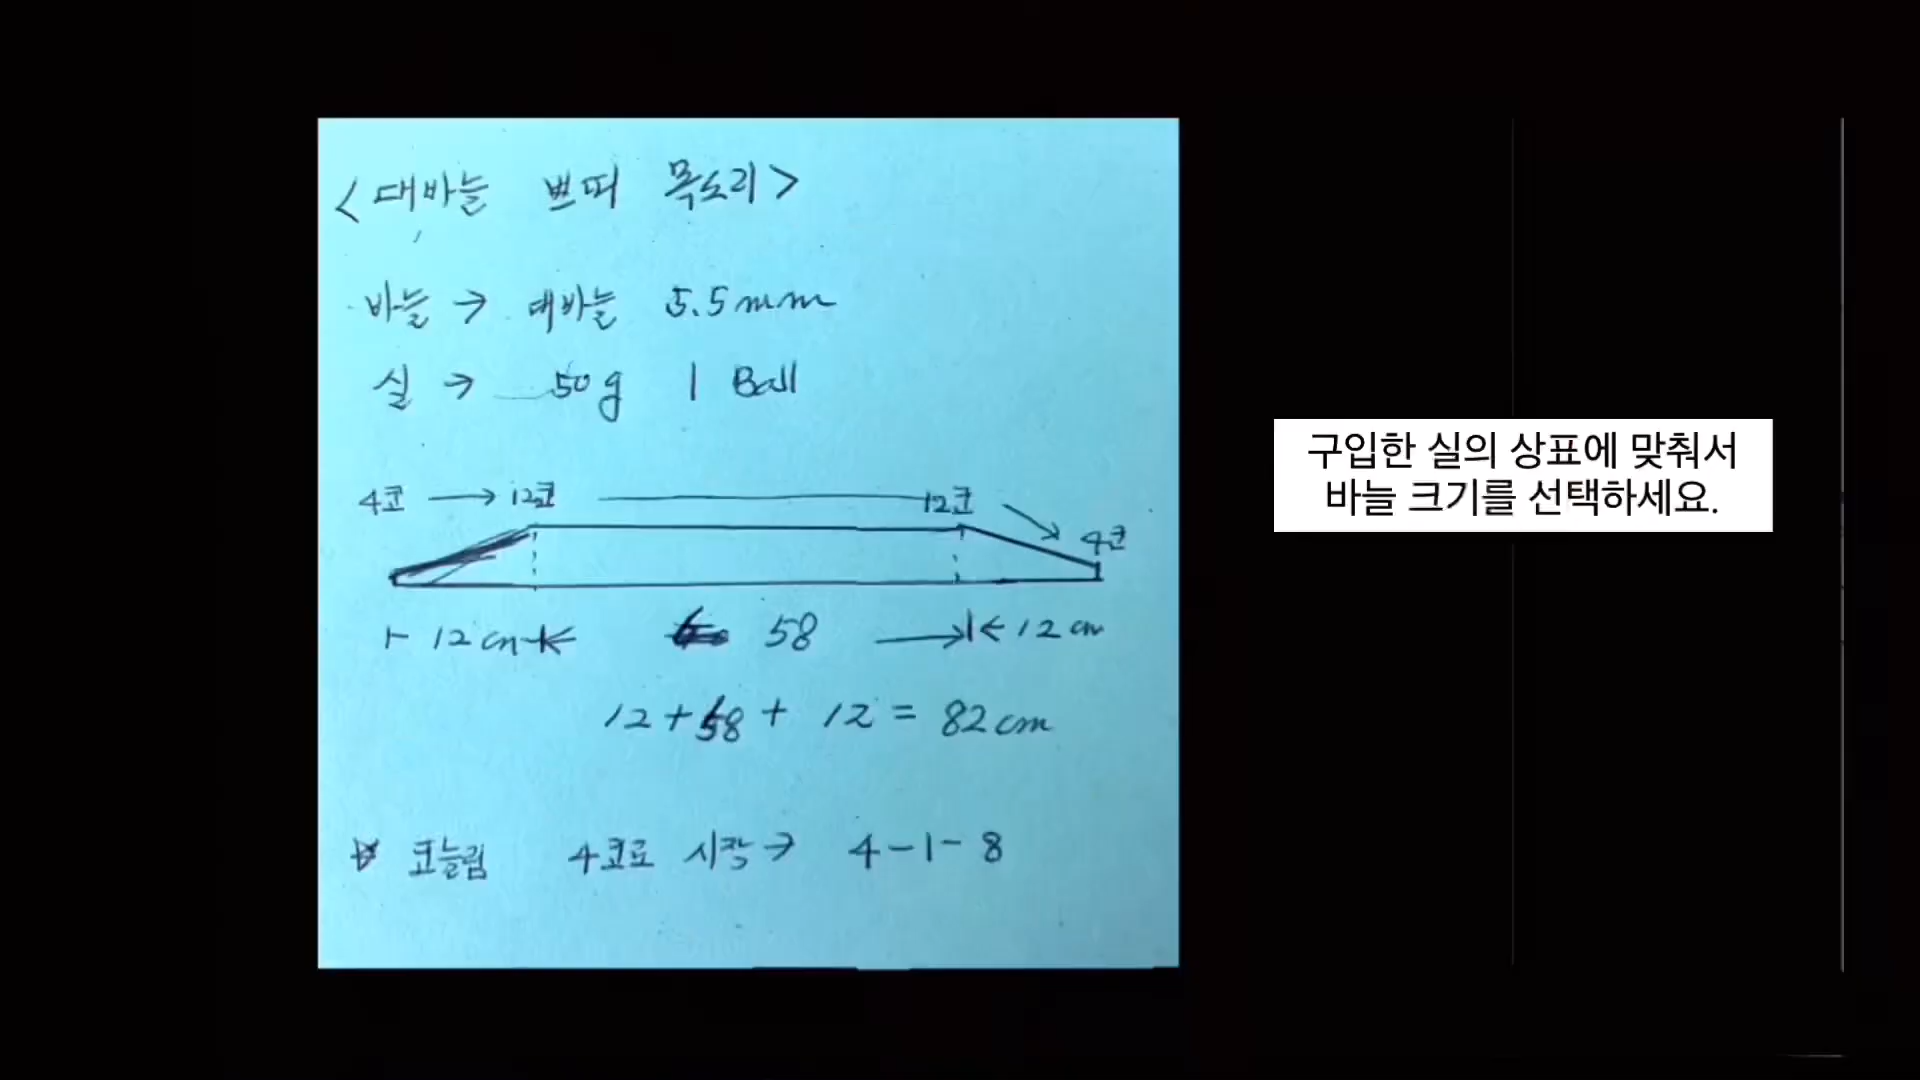 <대바늘 쁘띠 목도리>
바늘 → 대바늘 5.5mm
실 → 50g 1 Ball
4코 → 12코 12코
4코
12cm 58 → 12cm
12+58+12=82cm
코늘림 4코로 시작→ 4-1-8
구입한 실의 상표에 맞춰서
바늘 크기를 선택하세요.